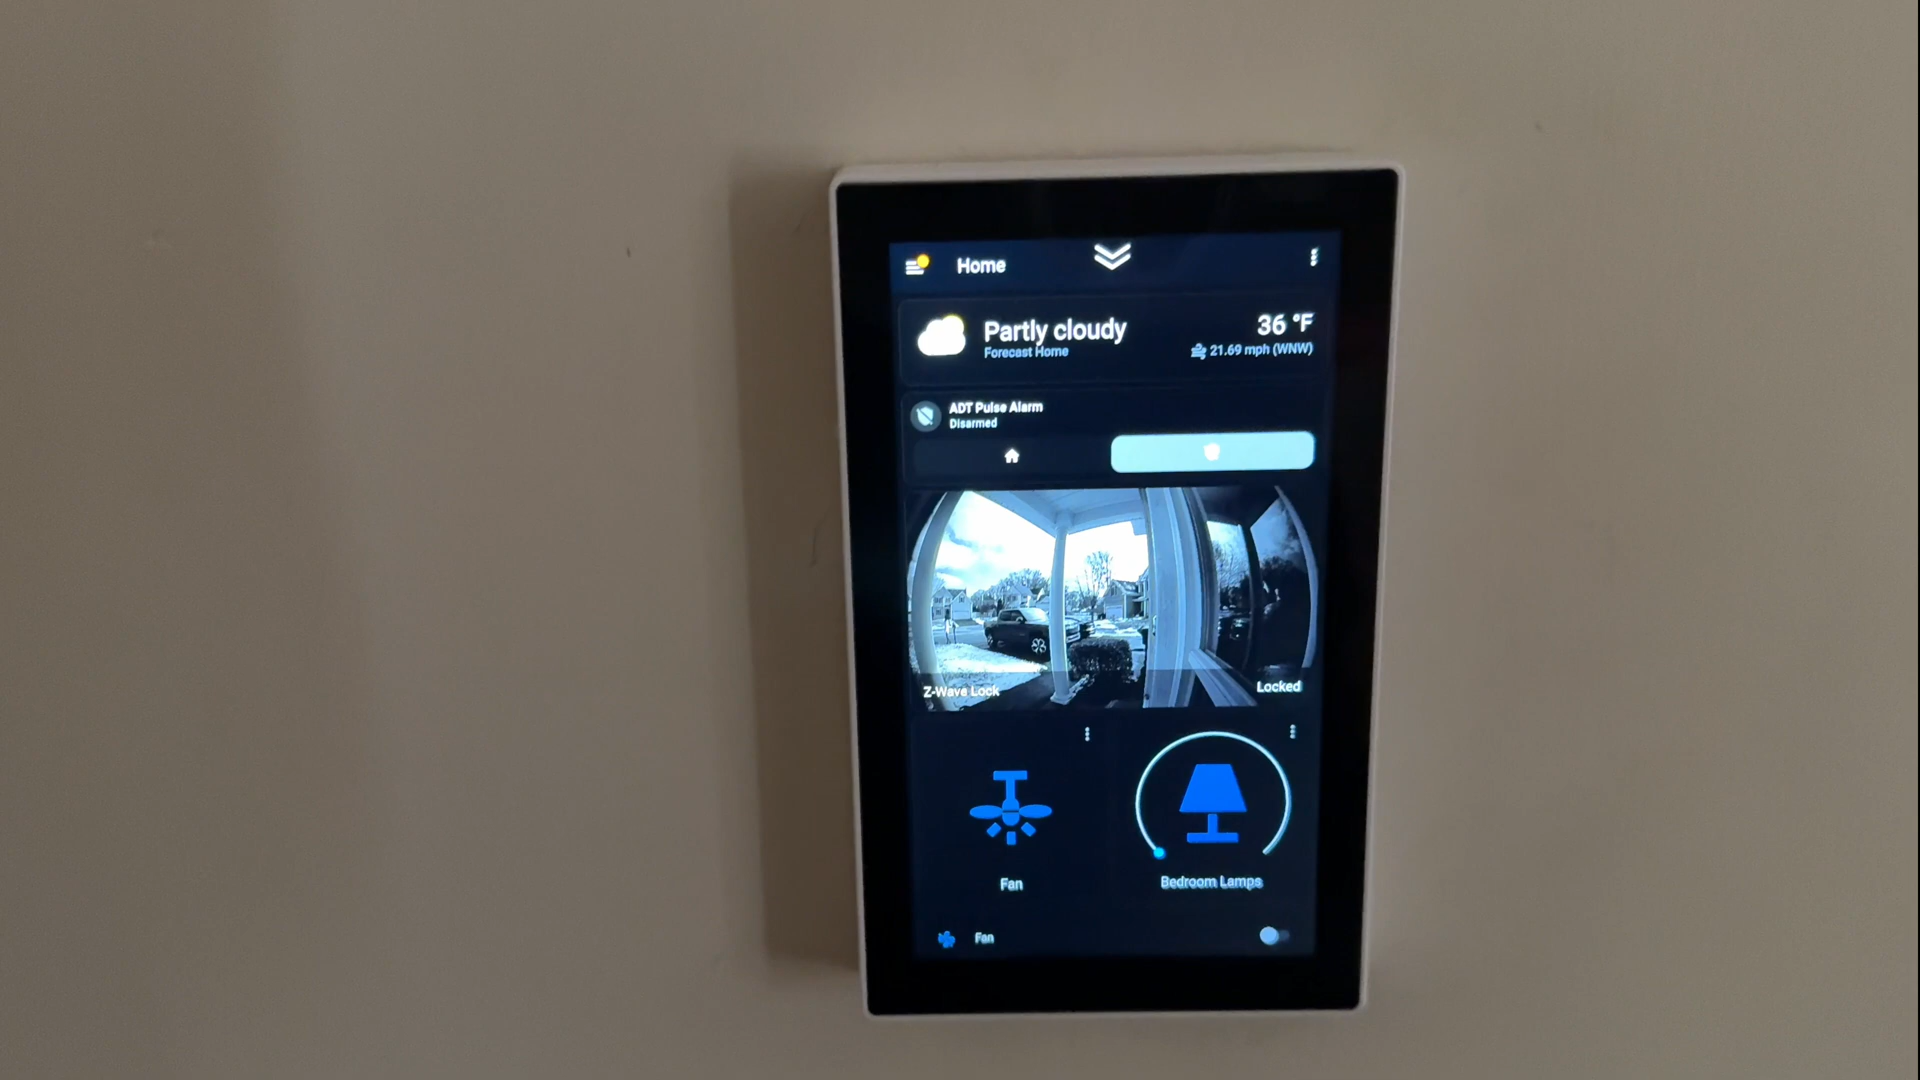 Home
Partly cloudy
Forecast Home
36 °F
21.69 mph (WNW)
ADT Pulse Alarm
Disarmed
Z-Wave Lock
Locked
Fan
Bedroom Lamps
Fan